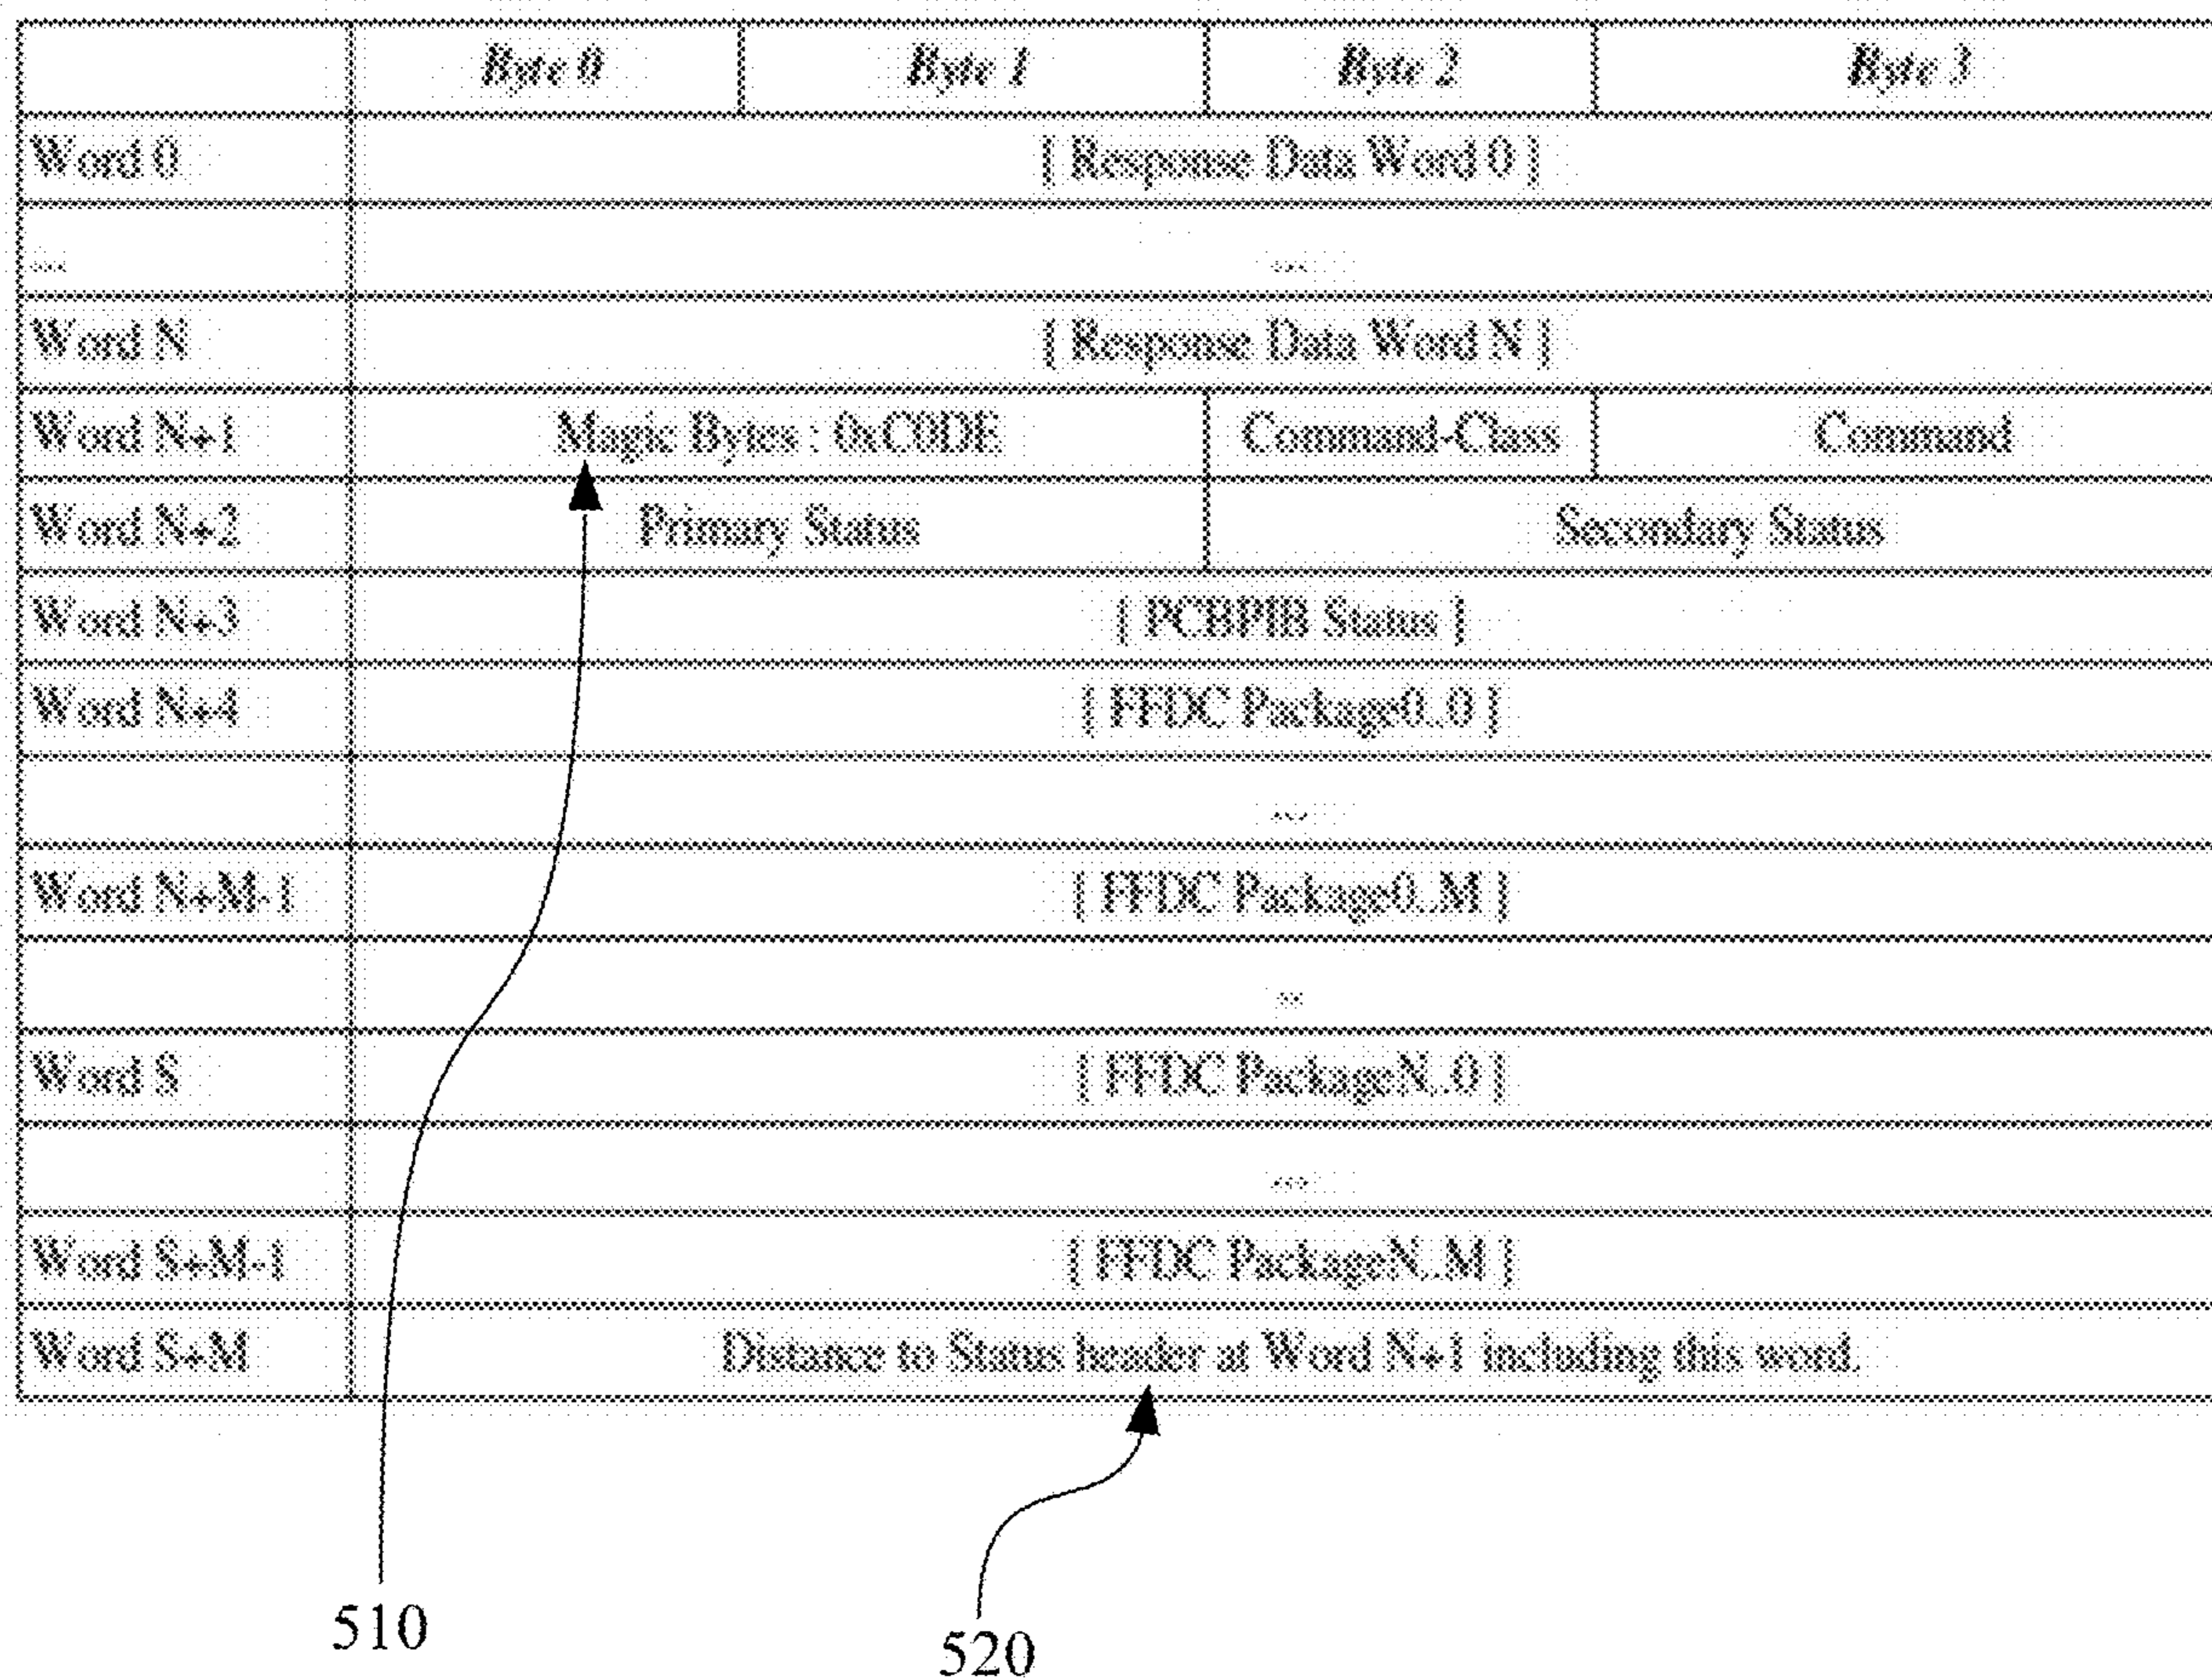 Byte 0 Byte 1 Byte 2 Byte 3
Word 0 [ Response Data Word 0 ]
... ...
Word N [ Response Data Word N ]
Word N+1 Magic Bytes : 0xC0DE Command-Class Command
Word N+2 Primary Status Secondary Status
Word N+3 [ PCBPIB Status ]
Word N+4 [ FFDC Package0..0 ]
...
Word N+M-1 [ FFDC Package0..M ]
..
Word S [ FFDC PackageN..0 ]
...
Word S+M-1 [ FFDC PackageN..M ]
Word S+M Distance to Status header at Word N+1 including this word.
510
520